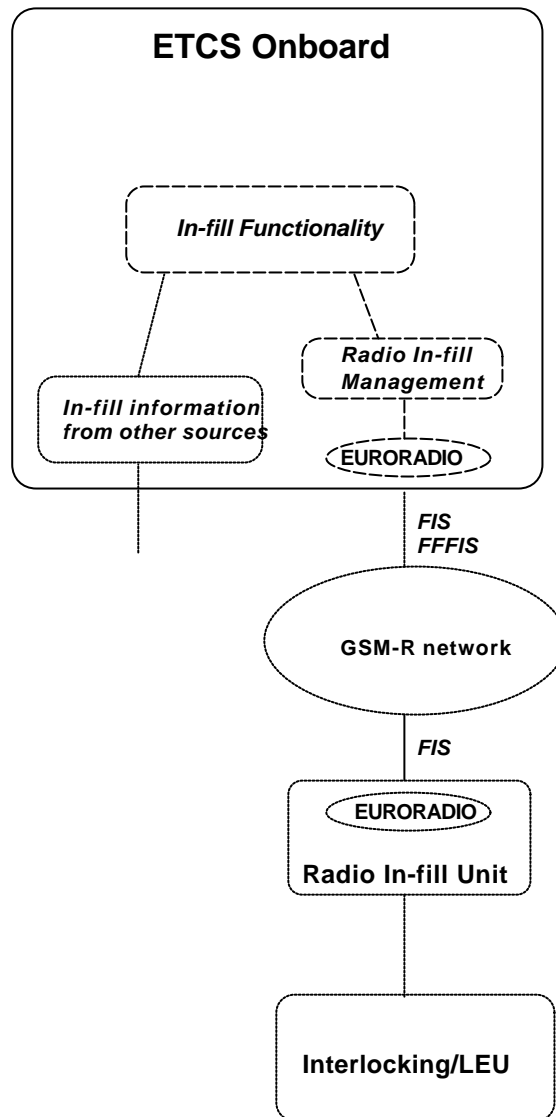 ETCS Onboard
In-fill Functionality
Radio In-fill
Management
In-fill information
from other sources
EURORADIO
FIS
FFFIS
GSM-R network
FIS
EURORADIO
Radio In-fill Unit
Interlocking/LEU